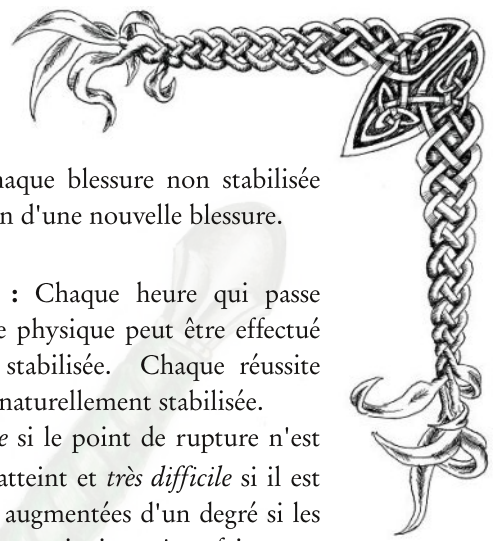 haque blessure non stabilisée
n d'une nouvelle blessure.
: Chaque heure qui passe
e physique peut être effectué
stabilisée. Chaque réussite
naturellement stabilisée.
e si le point de rupture n'est
atteint et très difficile si il est
augmentées d'un degré si les